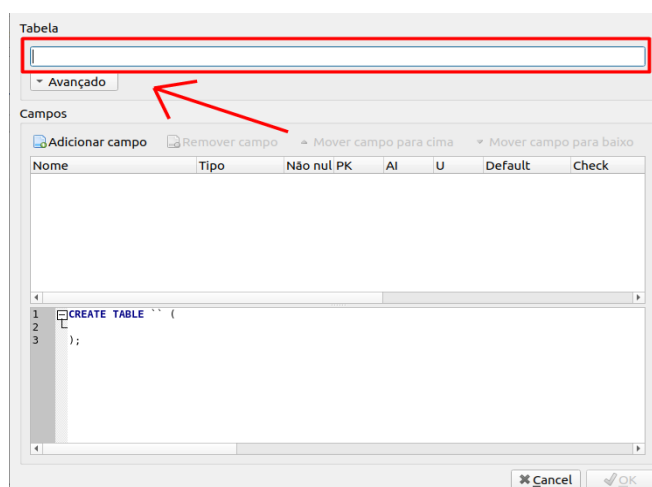 Tabela
Avançado
Campos
Adicionar campo Remover campo Mover campo para cima Mover campo para baixo
Nome Tipo Não nul PK AI U Default Check
1 CREATE TABLE `` (
2
3 );
Cancel OK